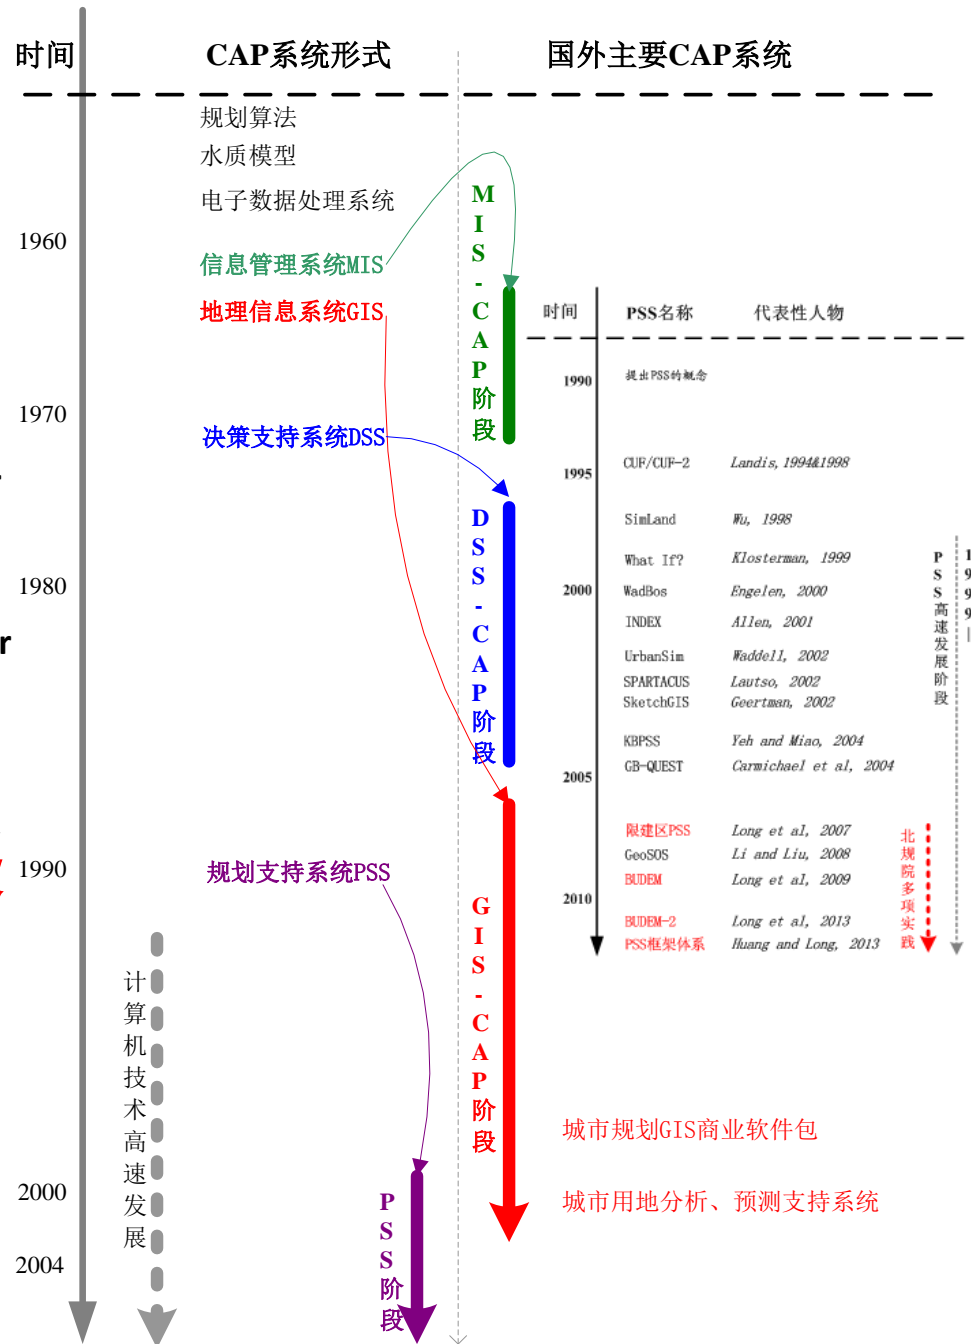 时间
CAP系统形式
国外主要CAP系统
规划算法
水质模型
电子数据处理系统
1960
信息管理系统MIS
地理信息系统GIS
1970
决策支持系统DSS
1980
r
1990
规划支持系统PSS
计算机技术高速发展
2000
2004
MIS-CAP阶段
DSS-CAP阶段
GIS-CAP阶段
PSS阶段
时间 PSS名称 代表性人物
1990 提出PSS的概念
CUF/CUF-2 Landis,1994&1998
1995
SimLand Wu, 1998
What If? Klosterman, 1999
2000 WadBos Engelen, 2000
INDEX Allen, 2001
UrbanSim Waddell, 2002
SPARTACUS Lautso, 2002
SketchGIS Geertman, 2002
KBPSS Yeh and Miao, 2004
GB-QUEST Carmichael et al, 2004
2005
限建区PSS Long et al, 2007
GeoSOS Li and Liu, 2008
BUDEM Long et al, 2009
2010
BUDEM-2 Long et al, 2013
PSS框架体系 Huang and Long, 2013
PSS高速发展阶段
1999—
北规院多项实践
城市规划GIS商业软件包
城市用地分析、预测支持系统